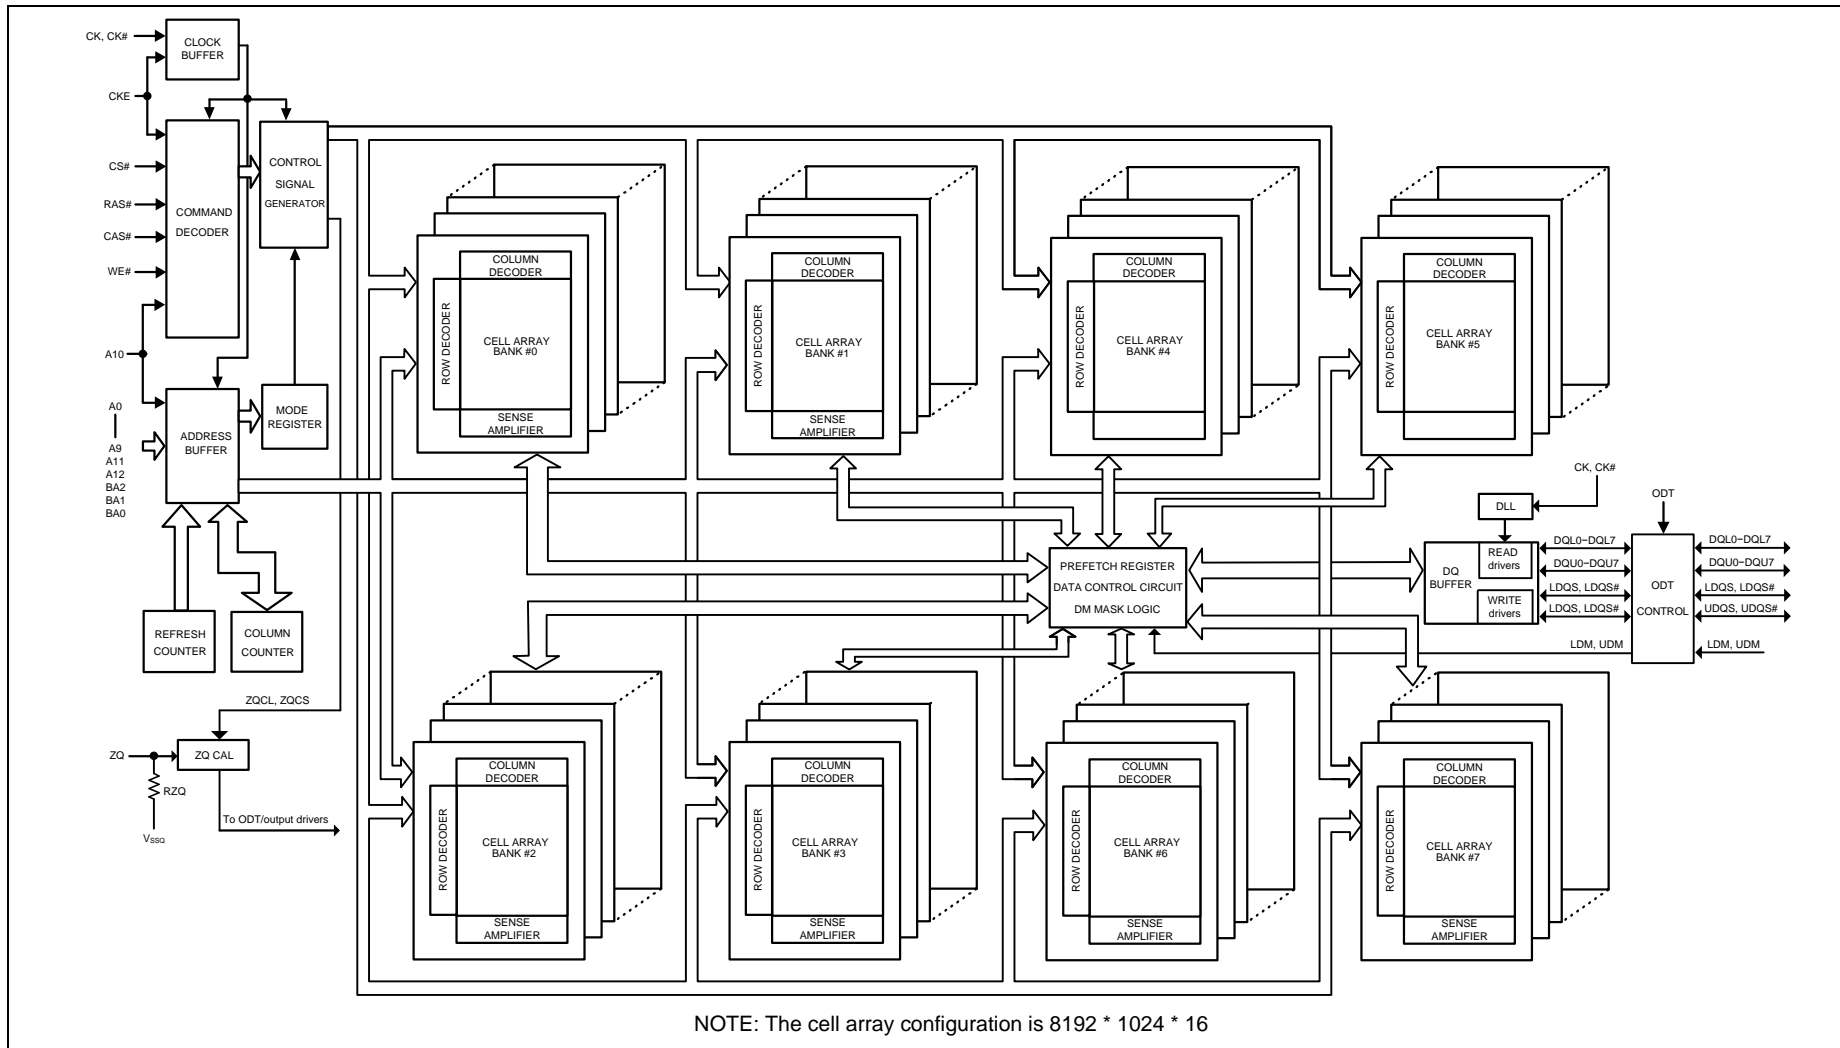 CK, CK#
CLOCK
BUFFER
CKE
CS#
RAS#
CAS#
WE#
COMMAND
DECODER
CONTROL
SIGNAL
GENERATOR
A10
A0
A9
A11
A12
BA2
BA1
BA0
ADDRESS
BUFFER
MODE
REGISTER
REFRESH
COUNTER
COLUMN
COUNTER
ZQCL, ZQCS
ZQ
ZQ CAL
RZQ
VSSQ
To ODT/output drivers
COLUMN
DECODER
ROW DECODER
CELL ARRAY
BANK #0
SENSE
AMPLIFIER
COLUMN
DECODER
ROW DECODER
CELL ARRAY
BANK #1
SENSE
AMPLIFIER
COLUMN
DECODER
ROW DECODER
CELL ARRAY
BANK #4
COLUMN
DECODER
ROW DECODER
CELL ARRAY
BANK #5
PREFETCH REGISTER
DATA CONTROL CIRCUIT
DM MASK LOGIC
CK, CK#
DLL
ODT
DQ
BUFFER
READ
drivers
WRITE
drivers
DQL0~DQL7
DQU0~DQU7
LDQS, LDQS#
LDQS, LDQS#
LDM, UDM
ODT
CONTROL
DQL0~DQL7
DQU0~DQU7
LDQS, LDQS#
UDQS, UDQS#
LDM, UDM
COLUMN
DECODER
ROW DECODER
CELL ARRAY
BANK #2
SENSE
AMPLIFIER
COLUMN
DECODER
ROW DECODER
CELL ARRAY
BANK #3
SENSE
AMPLIFIER
COLUMN
DECODER
ROW DECODER
CELL ARRAY
BANK #6
SENSE
AMPLIFIER
COLUMN
DECODER
ROW DECODER
CELL ARRAY
BANK #7
SENSE
AMPLIFIER
NOTE: The cell array configuration is 8192 * 1024 * 16